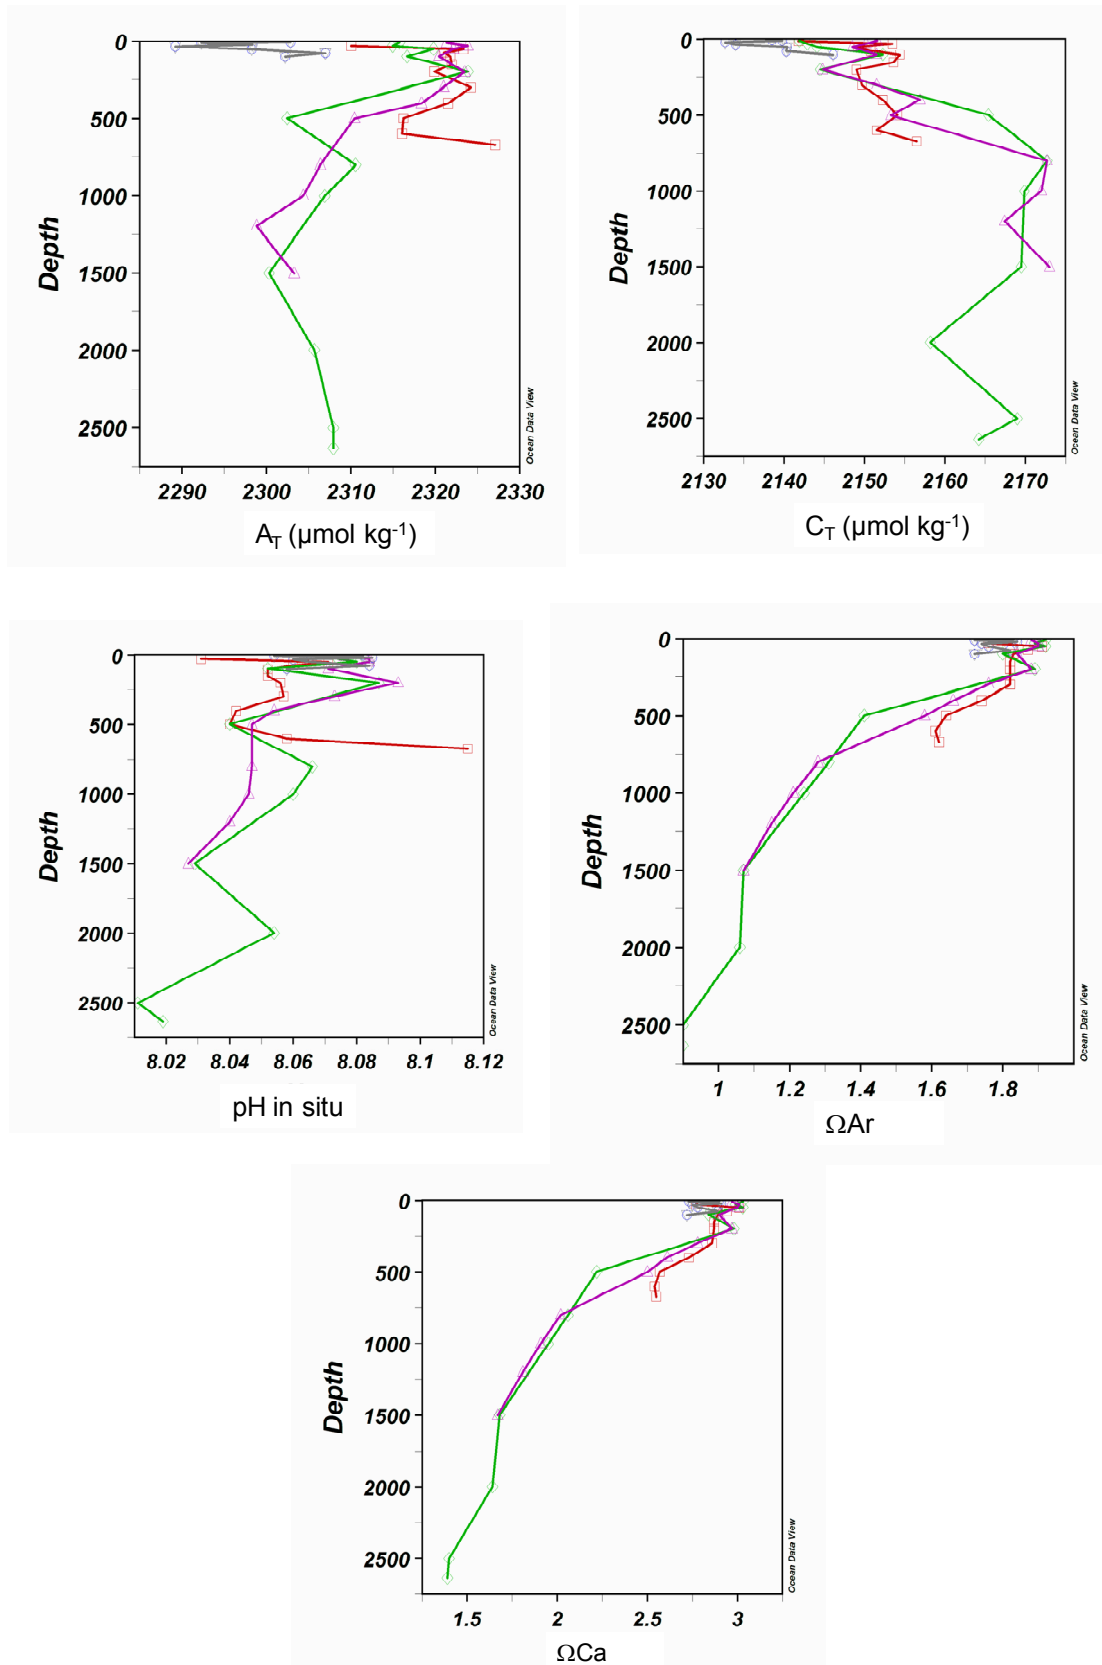 0
500
1000
1500
2000
2500
Depth
Ocean Data View
2290 2300 2310 2320 2330
A_T (µmol kg⁻¹)
0
500
1000
1500
2000
2500
Depth
Ocean Data View
2130 2140 2150 2160 2170
C_T (µmol kg⁻¹)
0
500
1000
1500
2000
2500
Depth
Ocean Data View
8.02 8.04 8.06 8.08 8.1 8.12
pH in situ
0
500
1000
1500
2000
2500
Depth
Ocean Data View
1 1.2 1.4 1.6 1.8
ΩAr
0
500
1000
1500
2000
2500
Depth
Ocean Data View
1.5 2 2.5 3
ΩCa